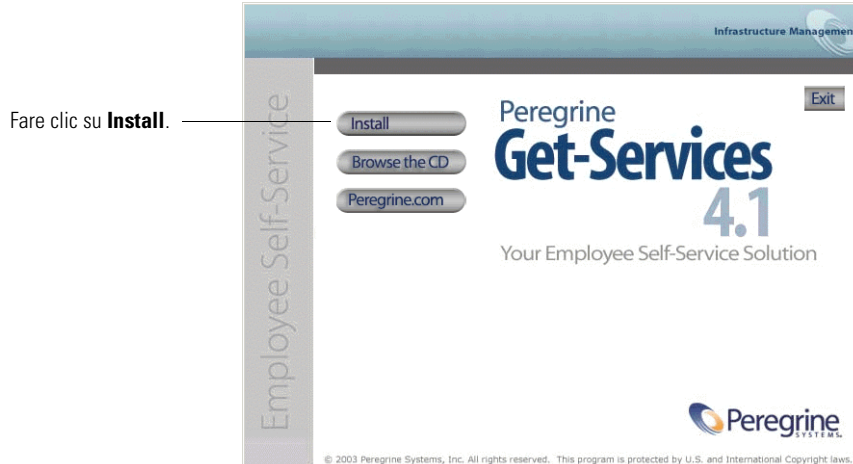 Infrastructure Managemen
Exit
Employee Self-Service
Fare clic su Install.
Install
Browse the CD
Peregrine.com
Peregrine
Get-Services
4.1
Your Employee Self-Service Solution
Peregrine
SYSTEMS
© 2003 Peregrine Systems, Inc. All rights reserved. This program is protected by U.S. and International Copyright laws.